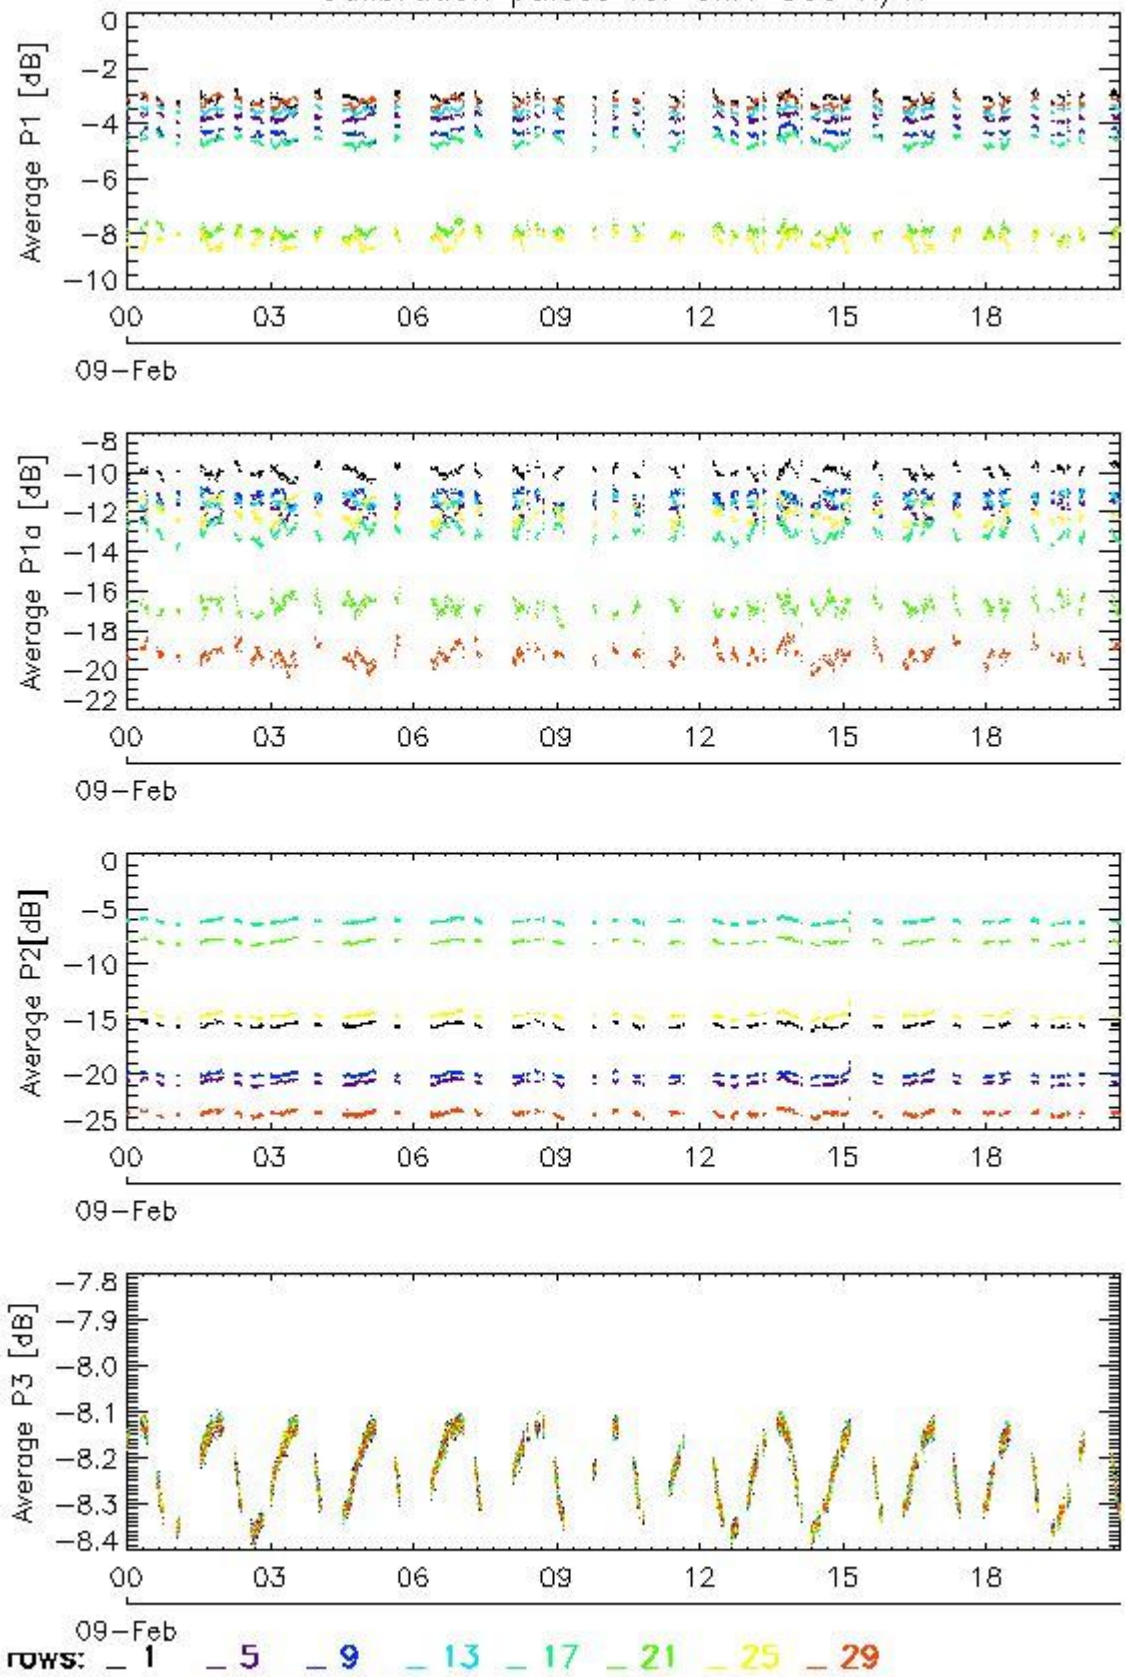 Average P1 [dB]
0
-2
-4
-6
-8
-10
00 03 06 09 12 15 18
09-Feb
Average P1a [dB]
-8
-10
-12
-14
-16
-18
-20
-22
00 03 06 09 12 15 18
09-Feb
Average P2[dB]
0
-5
-10
-15
-20
-25
00 03 06 09 12 15 18
09-Feb
Average P3 [dB]
-7.8
-7.9
-8.0
-8.1
-8.2
-8.3
-8.4
00 03 06 09 12 15 18
09-Feb
rows: _ 1 _ 5 _ 9 _ 13 _ 17 _ 21 _ 25 _ 29